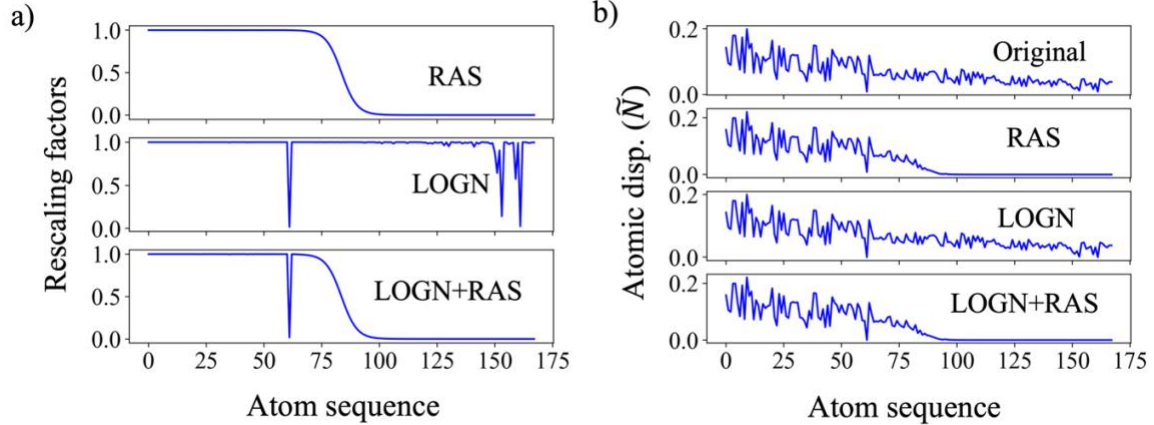 a)
Rescaling factors
1.0
0.5
0.0
RAS
1.0
0.5
0.0
LOGN
1.0
0.5
0.0
LOGN+RAS
0 25 50 75 100 125 150 175
Atom sequence
b)
Atomic disp. (Ñ)
0.2
0.0
Original
0.2
0.0
RAS
0.2
0.0
LOGN
0.2
0.0
LOGN+RAS
0 25 50 75 100 125 150 175
Atom sequence